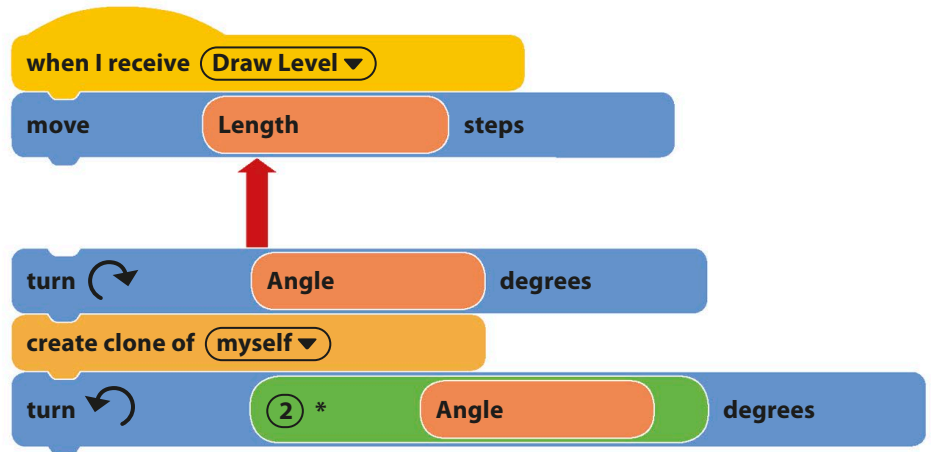 when I receive Draw Level
move Length steps
turn Angle degrees
create clone of myself
turn 2 * Angle degrees